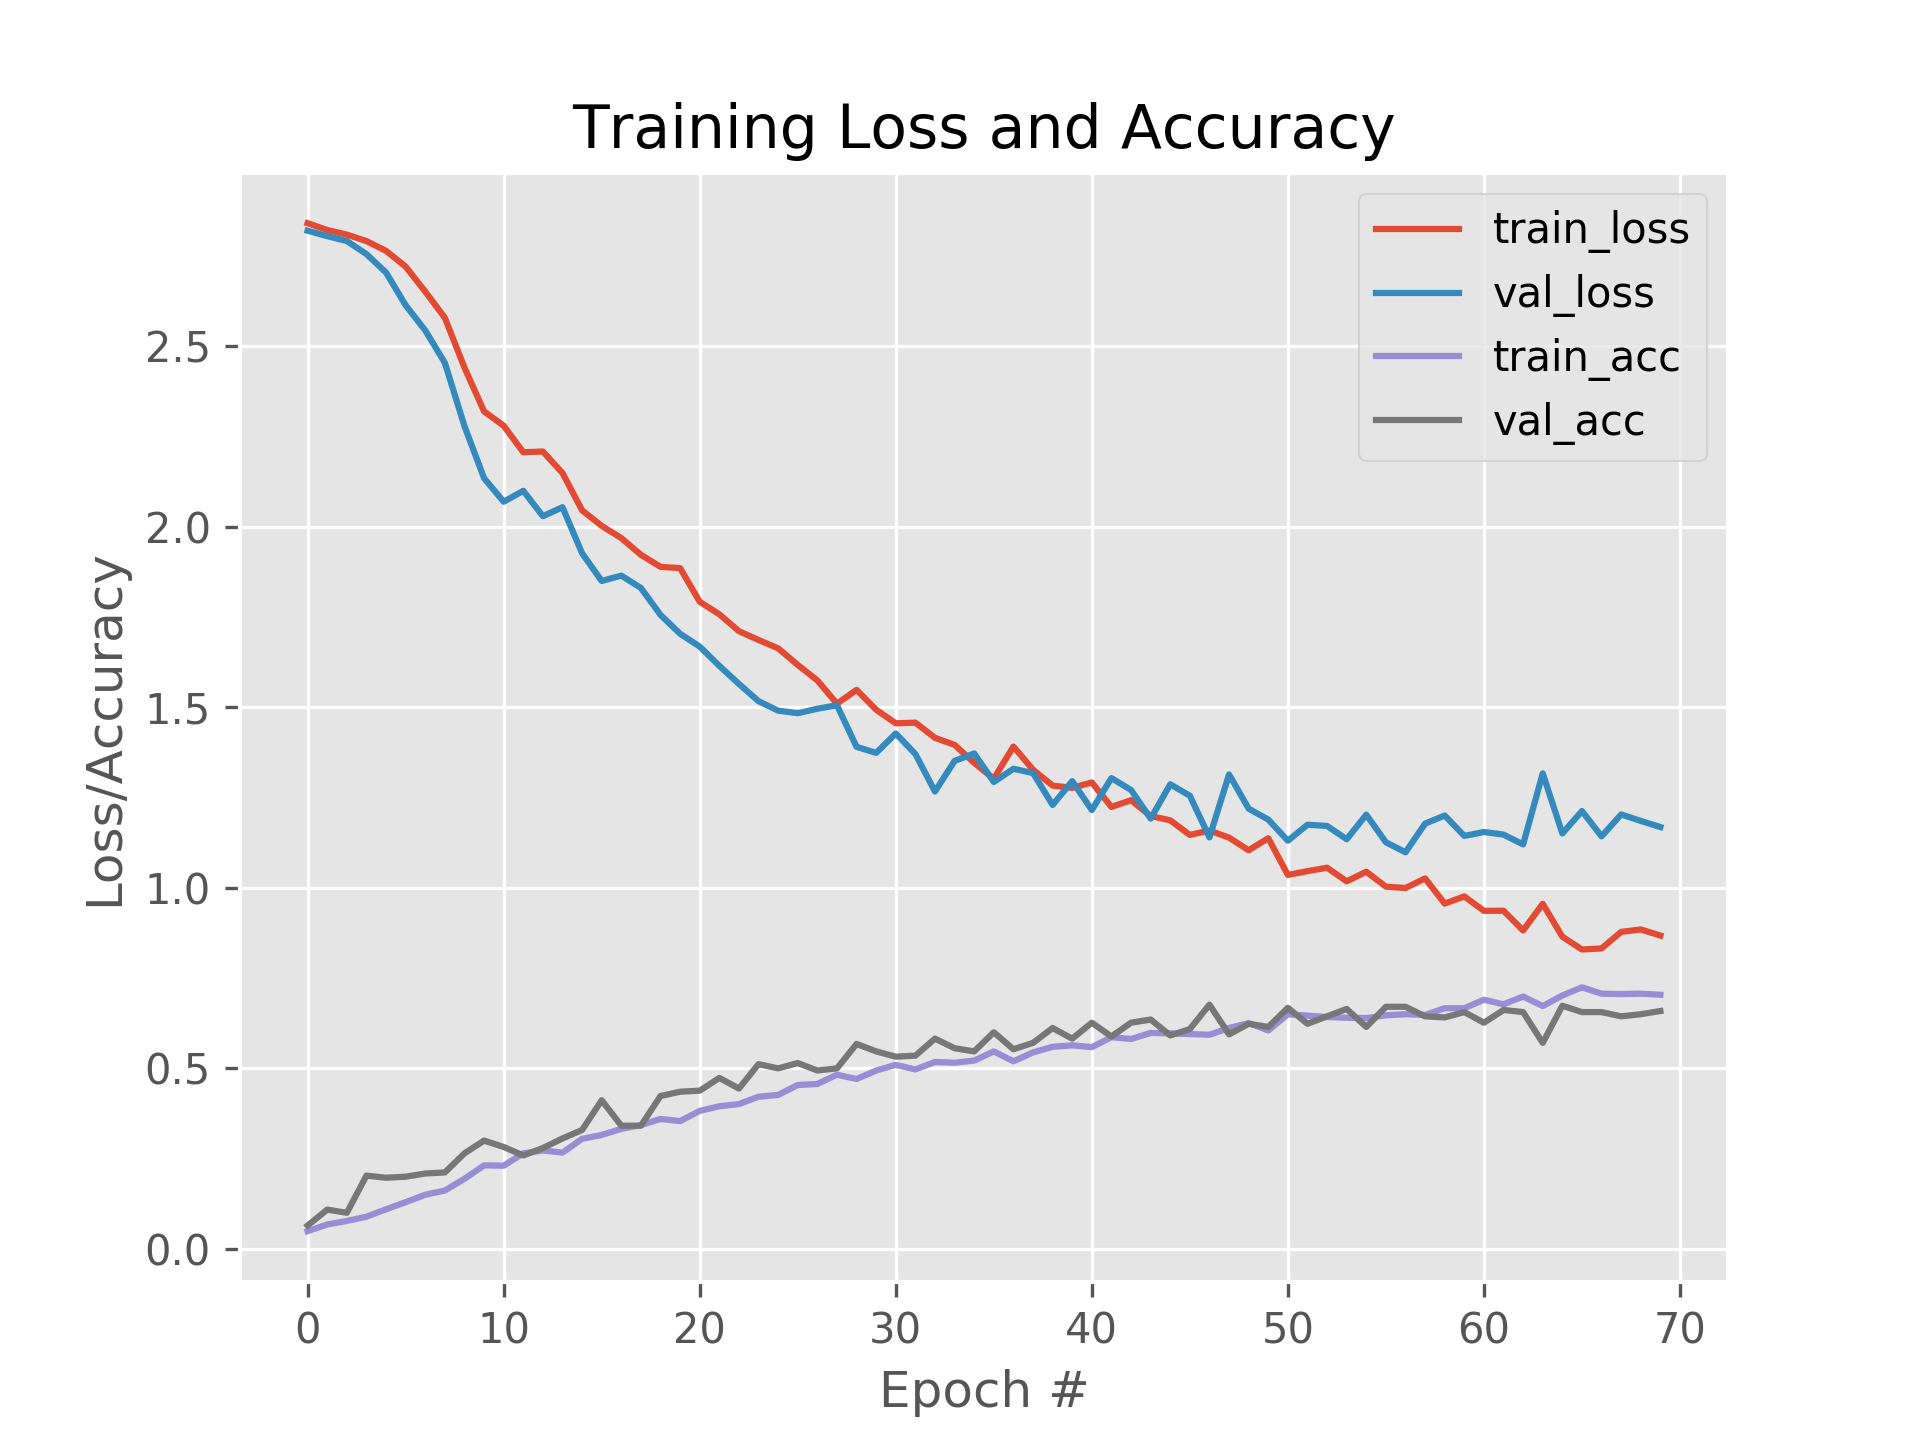 Training Loss and Accuracy
train_loss
val_loss
train_acc
val_acc
Loss/Accuracy
2.5
2.0
1.5
1.0
0.5
0.0
0 10 20 30 40 50 60 70
Epoch #